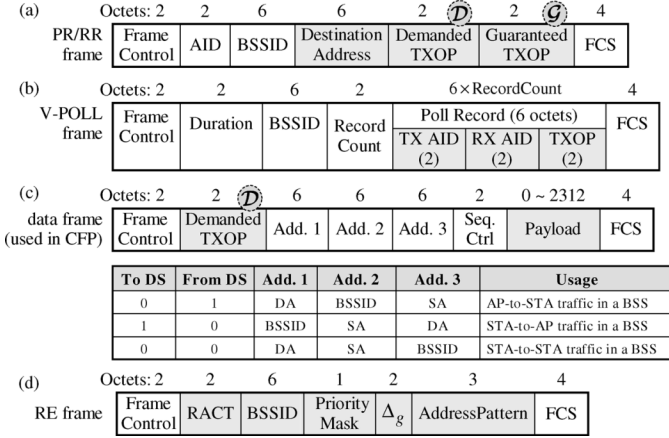 (a) Octets: 2 2 6 6 2 𝒟 2 𝒢 4
PR/RR frame Frame Control AID BSSID Destination Address Demanded TXOP Guaranteed TXOP FCS
(b) Octets: 2 2 6 2 6×RecordCount 4
V-POLL frame Frame Control Duration BSSID Record Count Poll Record (6 octets) FCS
TX AID (2) RX AID (2) TXOP (2)
(c) Octets: 2 2 𝒟 6 6 6 2 0 ~ 2312 4
data frame (used in CFP) Frame Control Demanded TXOP Add. 1 Add. 2 Add. 3 Seq. Ctrl Payload FCS
To DS From DS Add. 1 Add. 2 Add. 3 Usage
0 1 DA BSSID SA AP-to-STA traffic in a BSS
1 0 BSSID SA DA STA-to-AP traffic in a BSS
0 0 DA SA BSSID STA-to-STA traffic in a BSS
(d) Octets: 2 2 6 1 2 3 4
RE frame Frame Control RACT BSSID Priority Mask Δg AddressPattern FCS